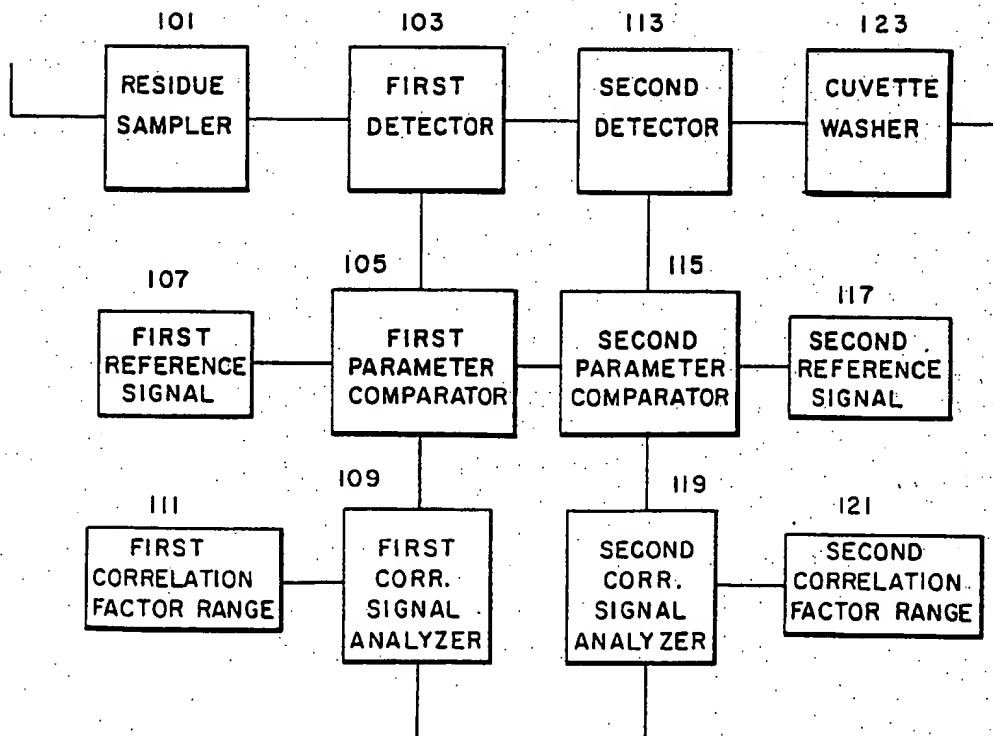 101
103
113
123
RESIDUE
SAMPLER
FIRST
DETECTOR
SECOND
DETECTOR
CUVETTE
WASHER
107
105
115
117
FIRST
REFERENCE
SIGNAL
FIRST
PARAMETER
COMPARATOR
SECOND
PARAMETER
COMPARATOR
SECOND
REFERENCE
SIGNAL
111
109
119
121
FIRST
CORRELATION
FACTOR RANGE
FIRST
CORR.
SIGNAL
ANALYZER
SECOND
CORR.
SIGNAL
ANALYZER
SECOND
CORRELATION
FACTOR RANGE